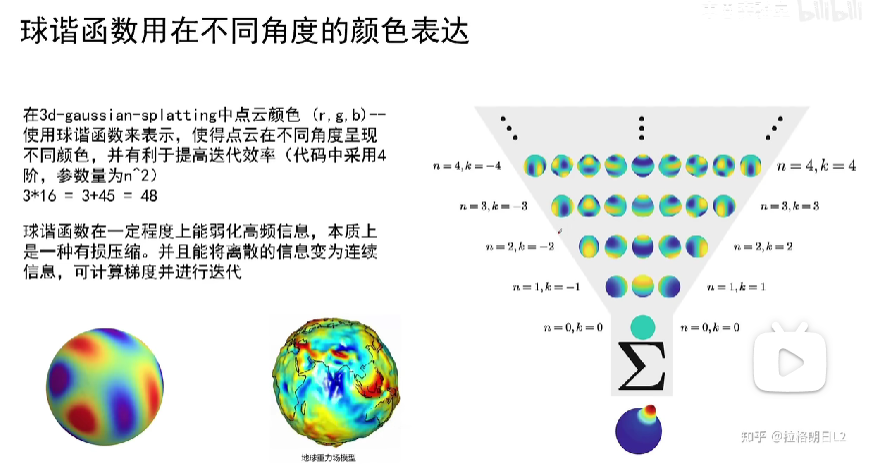 球谐函数用在不同角度的颜色表达
bilibili
在3d-gaussian-splatting中点云颜色 (r,g,b)--
使用球谐函数来表示，使得点云在不同角度呈现
不同颜色，并有利于提高迭代效率（代码中采用4
阶，参数量为n^2）
3*16 = 3+45 = 48
球谐函数在一定程度上能弱化高频信息，本质上
是一种有损压缩。并且能将离散的信息变为连续
信息，可计算梯度并进行迭代
n=4,k=-4
n=4,k=4
n=3,k=-3
n=3,k=3
n=2,k=-2
n=2,k=2
n=1,k=-1
n=1,k=1
n=0,k=0
n=0,k=0
Σ
地球重力场模型
知乎 @拉格朗日L2